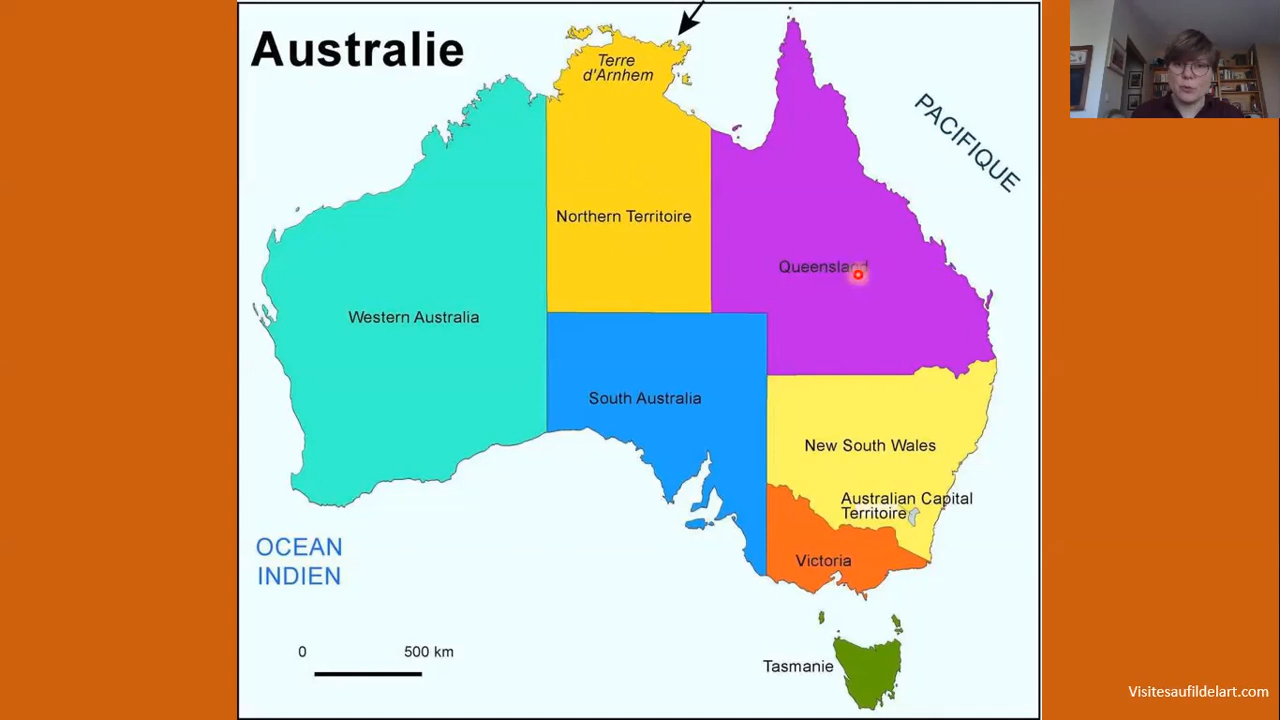 Australie
Terre
d'Arnhem
PACIFIQUE
Northern Territoire
Queensland
Western Australia
South Australia
New South Wales
Australian Capital
Territoire
OCEAN
INDIEN
Victoria
0 500 km
Tasmanie
Visitesaufildelart.com